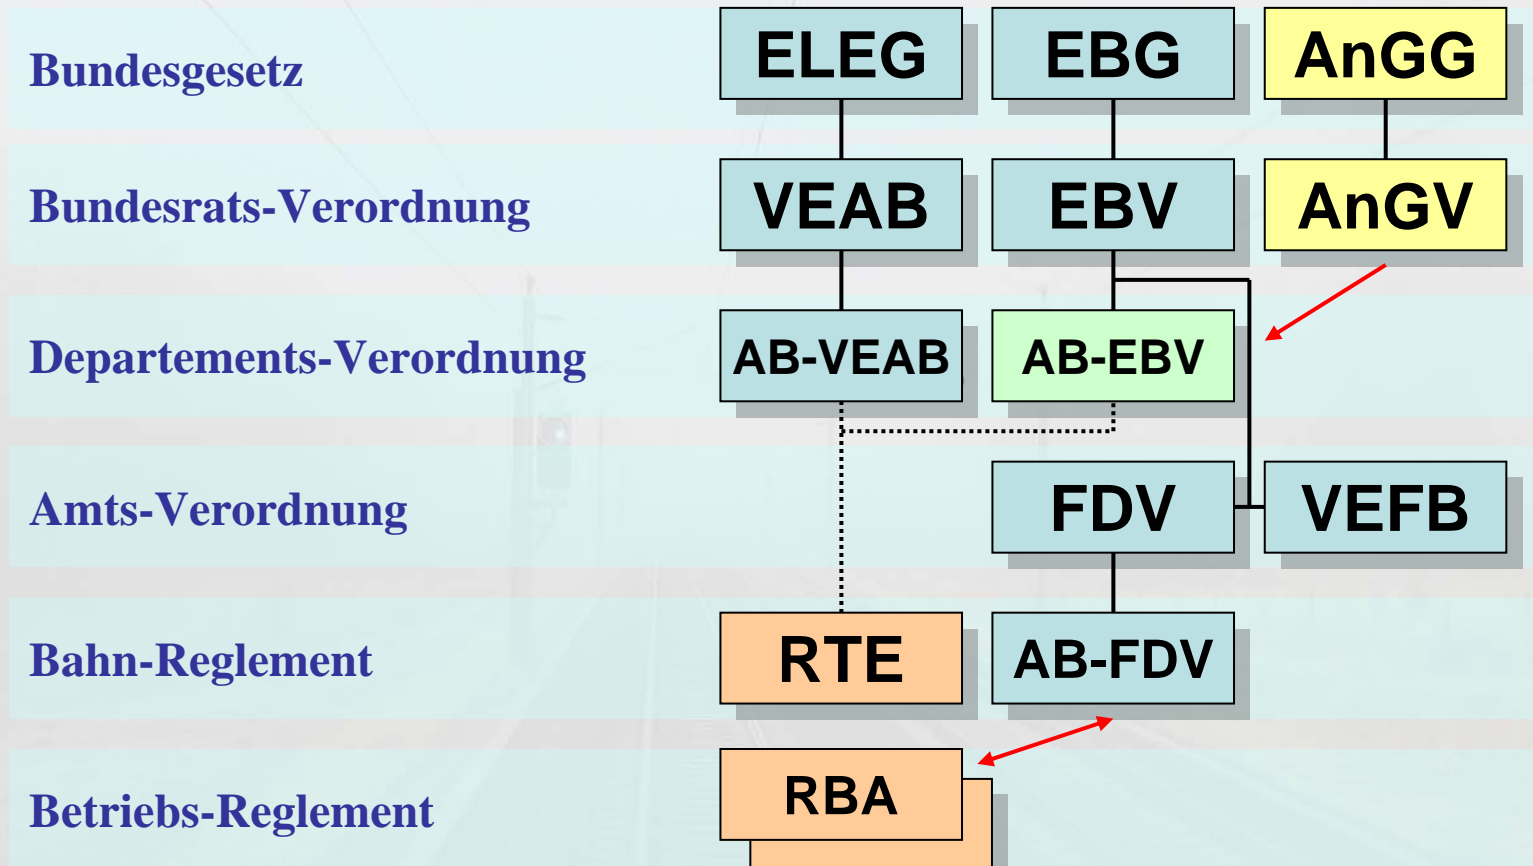 Bundesgesetz ELEG EBG AnGG
Bundesrats-Verordnung VEAB EBV AnGV
Departements-Verordnung AB-VEAB AB-EBV
Amts-Verordnung FDV VEFB
Bahn-Reglement RTE AB-FDV
Betriebs-Reglement RBA